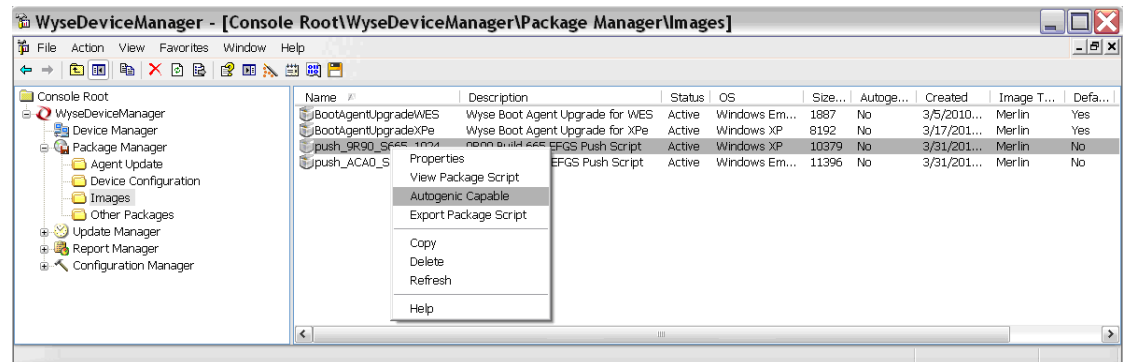 WyseDeviceManager - [Console Root\WyseDeviceManager\Package Manager\Images]
File Action View Favorites Window Help
Console Root
WyseDeviceManager
Device Manager
Package Manager
Agent Update
Device Configuration
Images
Other Packages
Update Manager
Report Manager
Configuration Manager
Name Description Status OS Size... Autoge... Created Image T... Defa...
BootAgentUpgradeWES Wyse Boot Agent Upgrade for WES Active Windows Em... 1887 No 3/5/2010... Merlin Yes
BootAgentUpgradeXPe Wyse Boot Agent Upgrade for XPe Active Windows XP 8192 No 3/17/201... Merlin Yes
push_9R90_S665_1024 9R90 Build 665 EFGS Push Script Active Windows XP 10379 No 3/31/201... Merlin No
push_ACA0_S EFGS Push Script Active Windows Em... 11396 No 3/31/201... Merlin No
Properties
View Package Script
Autogenic Capable
Export Package Script
Copy
Delete
Refresh
Help